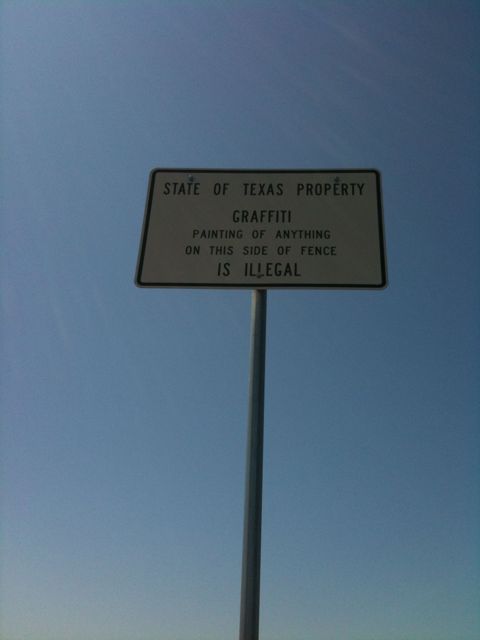 STATE OF TEXAS PROPERTY
GRAFFITI
PAINTING OF ANYTHING
ON THIS SIDE OF FENCE
IS ILLEGAL